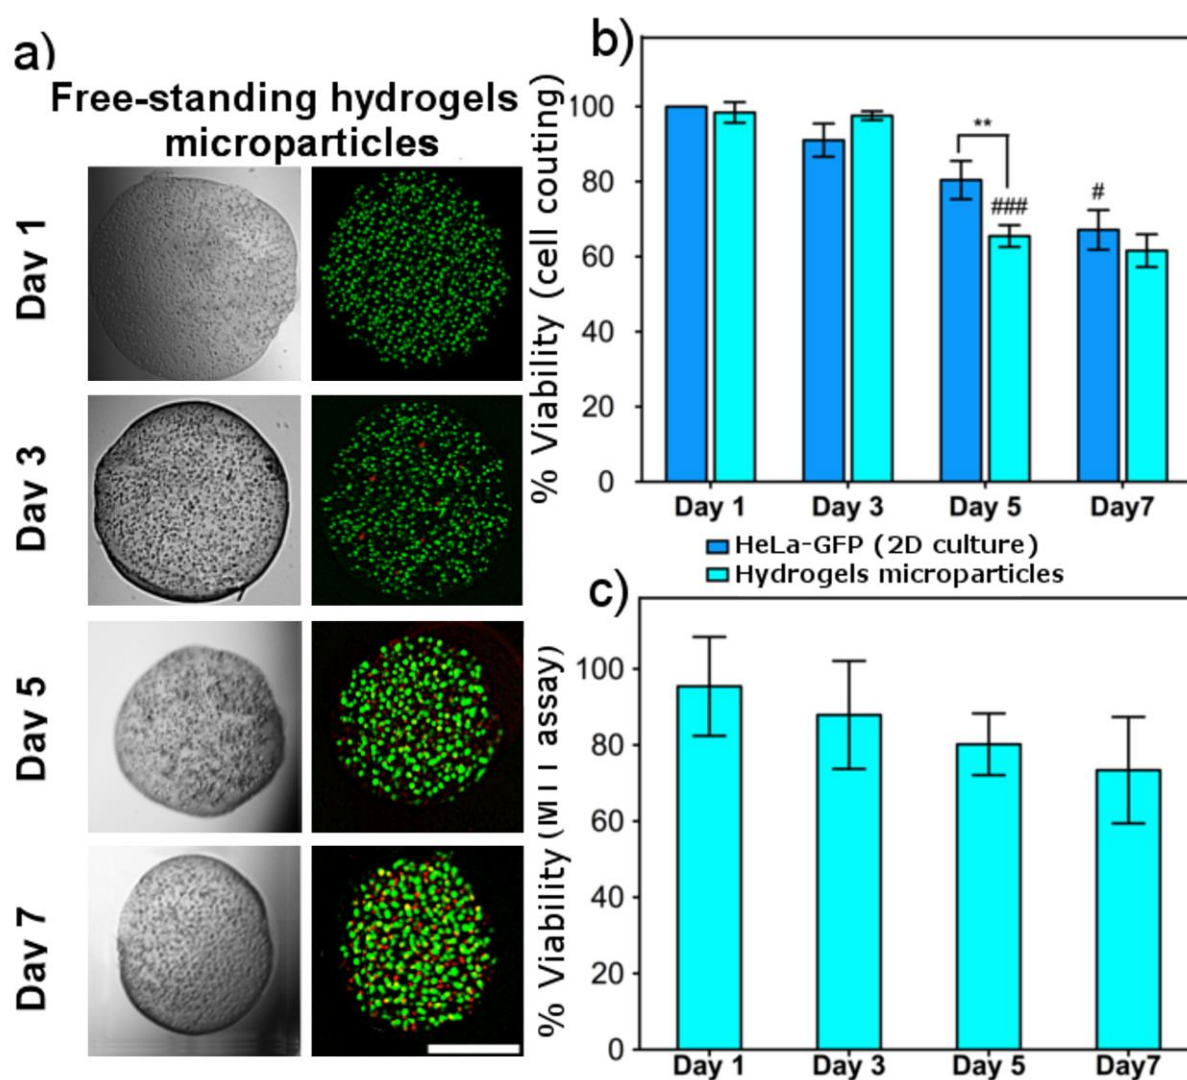 a)
Free-standing hydrogels
microparticles
Day 1
Day 3
Day 5
Day 7
b)
% Viability (cell couting)
100
80
60
40
20
0
**
###
#
Day 1 Day 3 Day 5 Day7
HeLa-GFP (2D culture)
Hydrogels microparticles
c)
% Viability (MTT assay)
100
80
60
40
20
0
Day 1 Day 3 Day 5 Day7